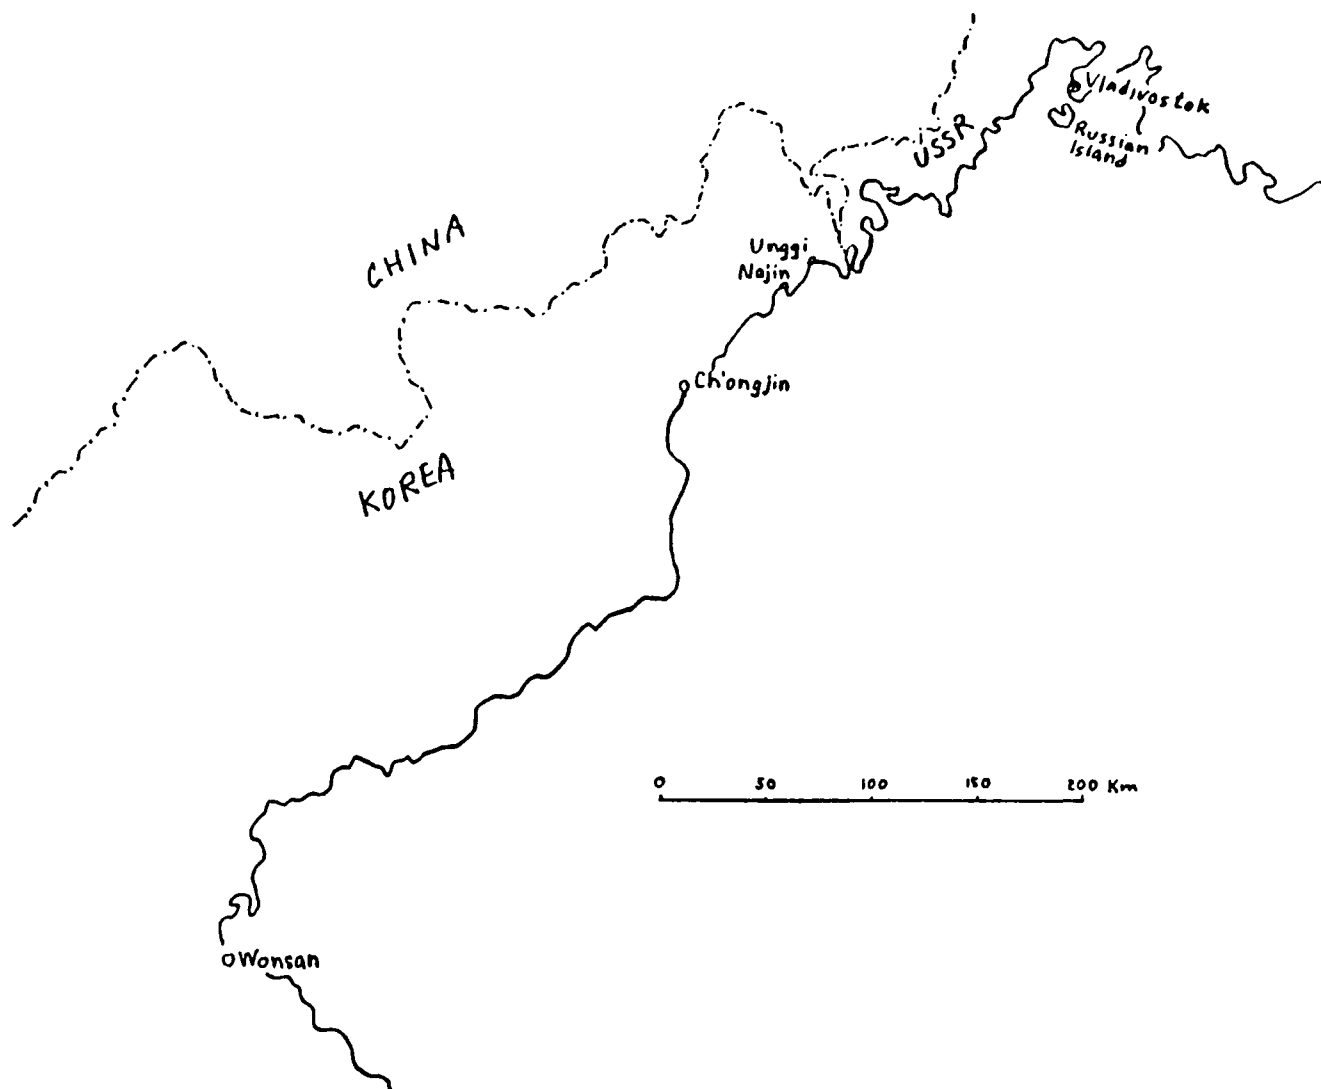 Vladivostok
USSR
Russian
Island
CHINA
Unggi
Najin
Ch'ongjin
KOREA
0 50 100 150 200 Km
Wonsan